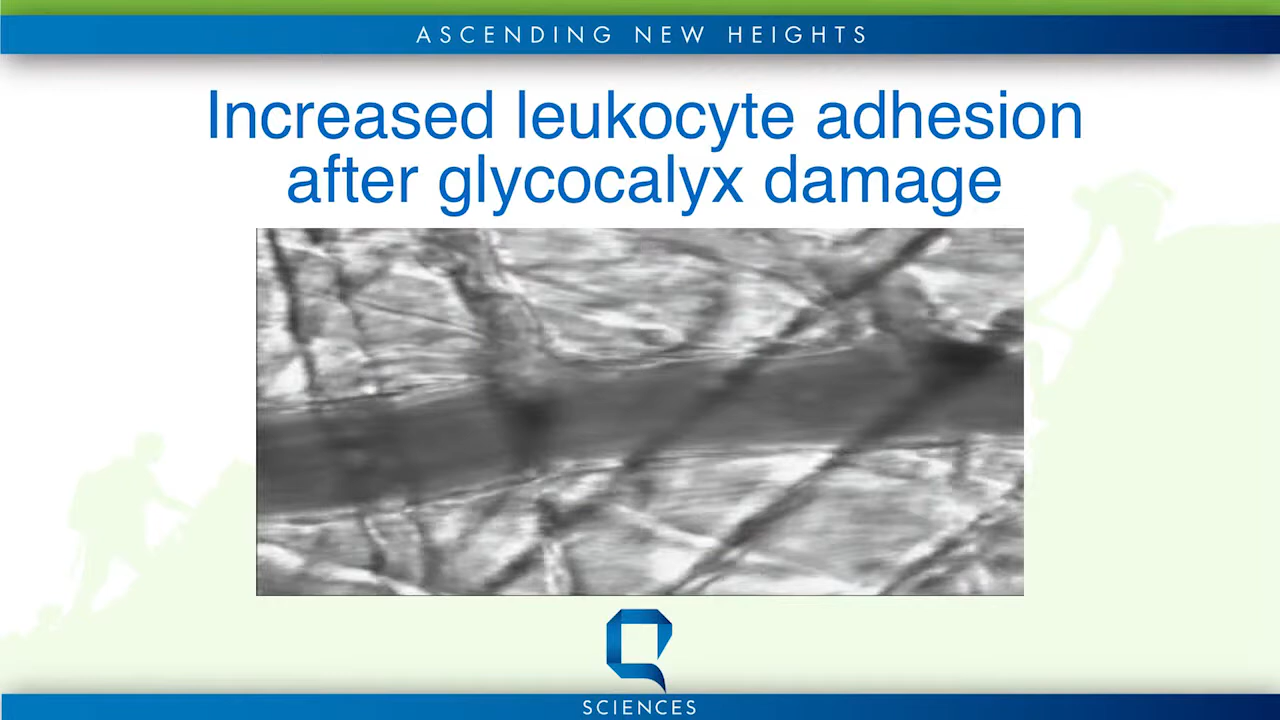 ASCENDING NEW HEIGHTS
Increased leukocyte adhesion
after glycocalyx damage
Q
SCIENCES